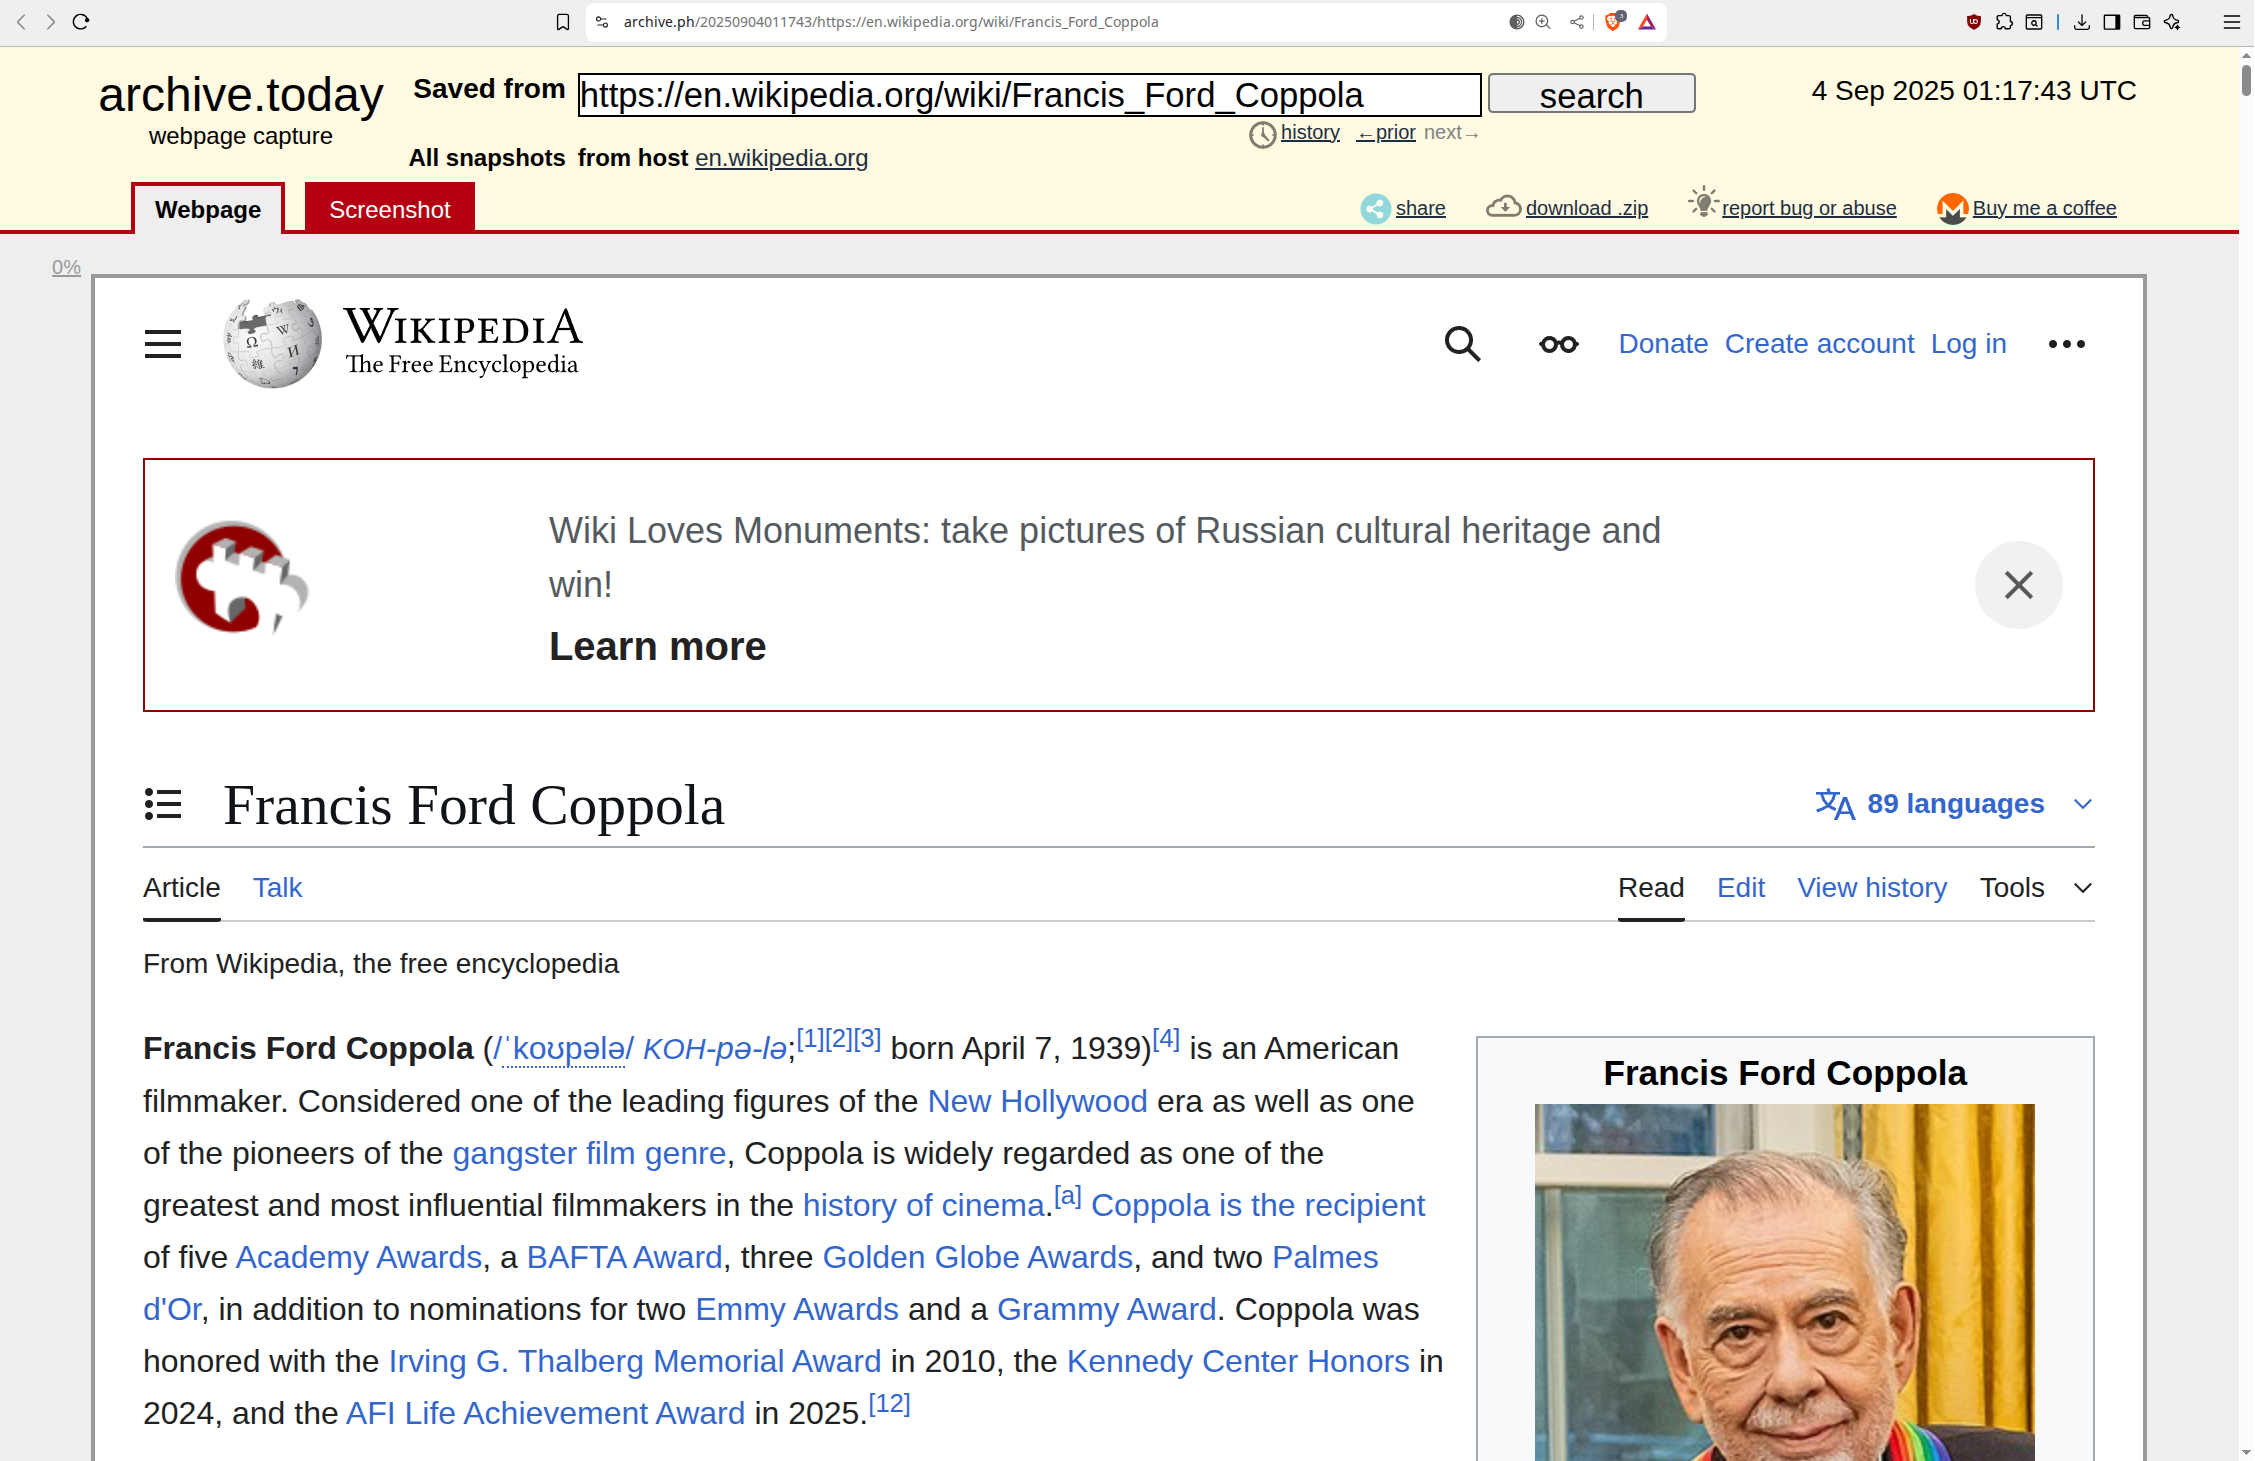 archive.ph/20250904011743/https://en.wikipedia.org/wiki/Francis_Ford_Coppola
archive.today
webpage capture
Saved from
https://en.wikipedia.org/wiki/Francis_Ford_Coppola
search
4 Sep 2025 01:17:43 UTC
history ←prior next→
All snapshots from host en.wikipedia.org
Webpage
Screenshot
share
download .zip
report bug or abuse
Buy me a coffee
0%
WIKIPEDIA
The Free Encyclopedia
Donate Create account Log in
Wiki Loves Monuments: take pictures of Russian cultural heritage and
win!
Learn more
Francis Ford Coppola
89 languages
Article Talk
Read Edit View history Tools
From Wikipedia, the free encyclopedia
Francis Ford Coppola (/ˈkoʊpələ/ KOH-pə-lə;[1][2][3] born April 7, 1939)[4] is an American
filmmaker. Considered one of the leading figures of the New Hollywood era as well as one
of the pioneers of the gangster film genre, Coppola is widely regarded as one of the
greatest and most influential filmmakers in the history of cinema.[a] Coppola is the recipient
of five Academy Awards, a BAFTA Award, three Golden Globe Awards, and two Palmes
d'Or, in addition to nominations for two Emmy Awards and a Grammy Award. Coppola was
honored with the Irving G. Thalberg Memorial Award in 2010, the Kennedy Center Honors in
2024, and the AFI Life Achievement Award in 2025.[12]
Francis Ford Coppola